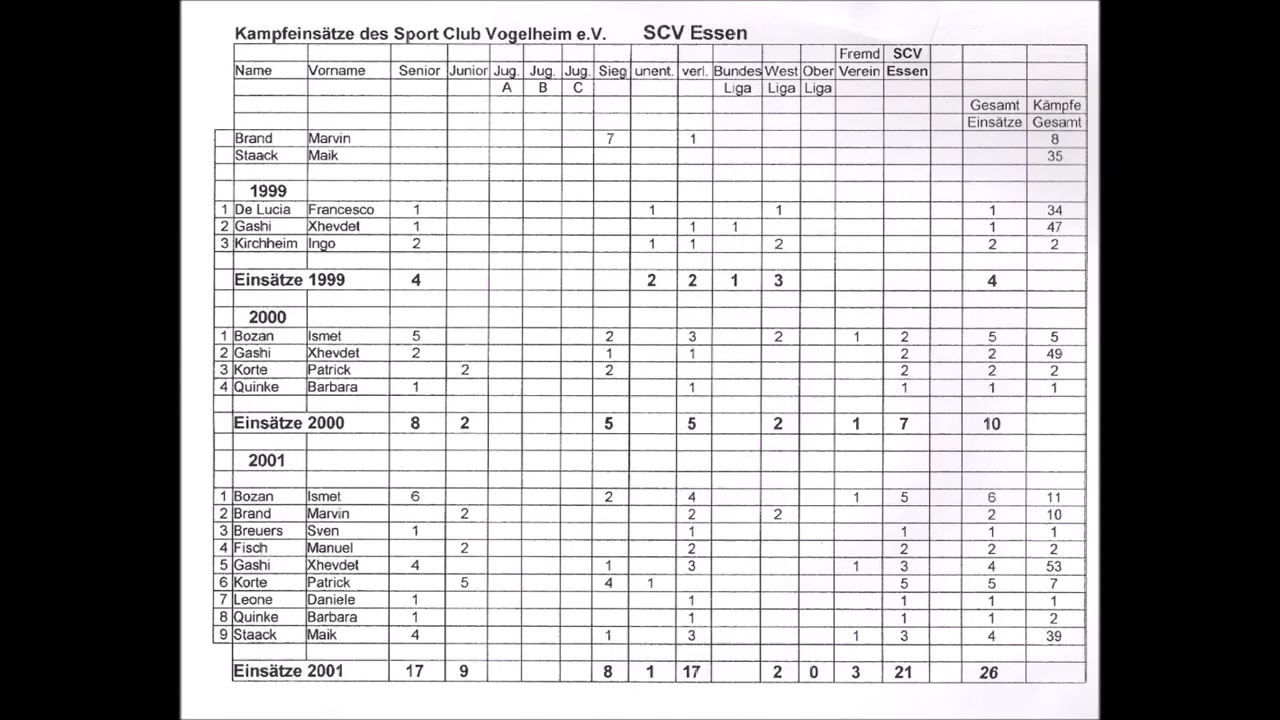 Kampfeinsätze des Sport Club Vogelheim e.V. SCV Essen
Fremd SCV
Name Vorname Senior Junior Jug. Jug. Jug. Sieg unent. verl. Bundes West Ober Verein Essen
A B C Liga Liga Liga
Gesamt Kämpfe
Einsätze Gesamt
Brand Marvin 7 1 8
Staack Maik 35
1999
1 De Lucia Francesco 1 1 1 1 34
2 Gashi Xhevdet 1 1 1 1 47
3 Kirchheim Ingo 2 1 1 2 2 2
Einsätze 1999 4 2 2 1 3 4
2000
1 Bozan Ismet 5 2 3 2 1 2 5 5
2 Gashi Xhevdet 2 1 1 2 2 49
3 Korte Patrick 2 2 2 2 2
4 Quinke Barbara 1 1 1 1 1
Einsätze 2000 8 2 5 5 2 1 7 10
2001
1 Bozan Ismet 6 2 4 1 5 6 11
2 Brand Marvin 2 2 2 2 10
3 Breuers Sven 1 1 1 1 1
4 Fisch Manuel 2 2 2 2 2
5 Gashi Xhevdet 4 1 3 1 3 4 53
6 Korte Patrick 5 4 1 5 5 7
7 Leone Daniele 1 1 1 1 1
8 Quinke Barbara 1 1 1 1 2
9 Staack Maik 4 1 3 1 3 4 39
Einsätze 2001 17 9 8 1 17 2 0 3 21 26